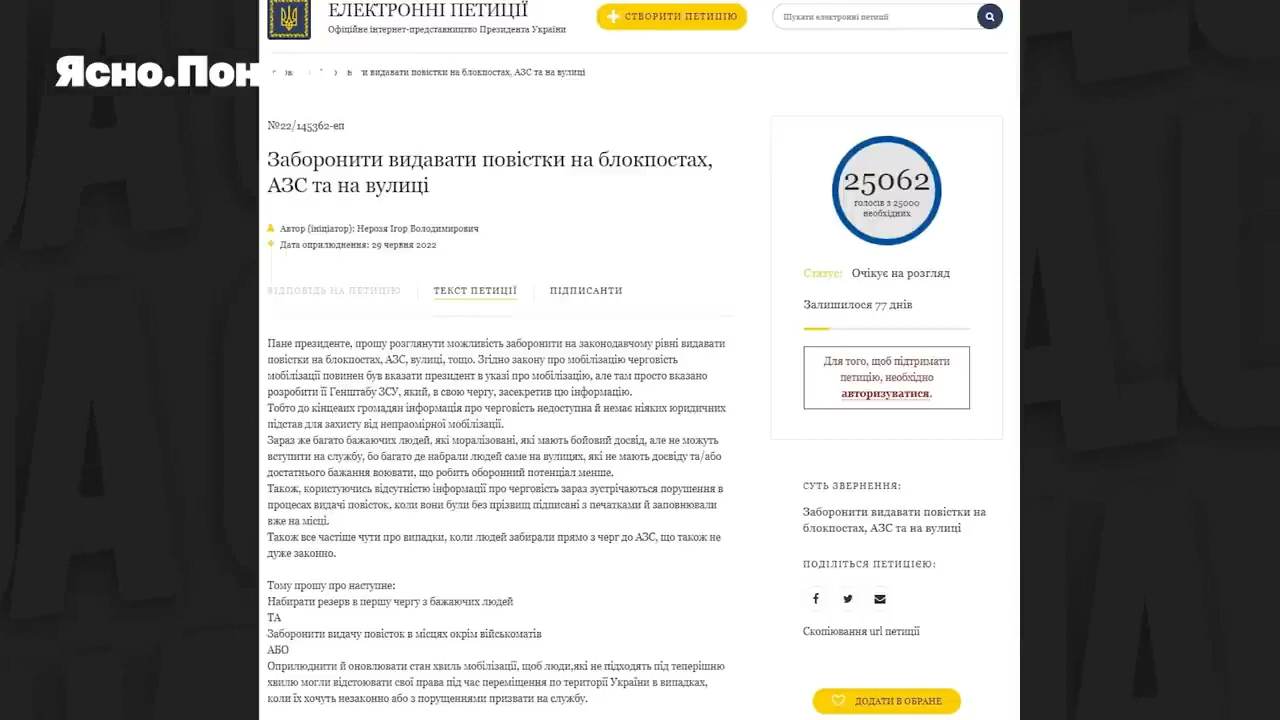 ЕЛЕКТРОННІ ПЕТИЦІЇ
Офіційне інтернет-представництво Президента України
СТВОРИТИ ПЕТИЦІЮ
Шукати електронні петиції
Ясно.Пон
видавати повістки на блокпостах, АЗС та на вулиці
№22/145362-еп
Заборонити видавати повістки на блокпостах,
АЗС та на вулиці
Автор (ініціатор): Нерозя Ігор Володимирович
Дата оприлюднення: 29 червня 2022
ВІДПОВІДЬ НА ПЕТИЦІЮ
ТЕКСТ ПЕТИЦІЇ
ПІДПИСАНТИ
Пане президенте, прошу розглянути можливість заборонити на законодавчому рівні видавати
повістки на блокпостах, АЗС, вулиці, тощо. Згідно закону про мобілізацію черговість
мобілізації повинен був вказати президент в указі про мобілізацію, але там просто вказано
розробити її Генштабу ЗСУ, який, в свою чергу, засекретив цю інформацію.
Тобто до кінцеаих громадян інформація про черговість недоступна й немає ніяких юридичних
підстав для захисту від непраомірної мобілізації.
Зараз же багато бажаючих людей, які моралізовані, які мають бойовий досвід, але не можуть
вступити на службу, бо багато де набрали людей саме на вулицях, які не мають досвіду та/або
достатнього бажання воювати, що робить оборонний потенціал менше.
Також, користуючись відсутністю інформації про черговість зараз зустрічаються порушення в
процесах видачі повісток, коли вони були без прізвищ підписані з печатками й заповнювали
вже на місці.
Також все частіше чути про випадки, коли людей забирали прямо з черг до АЗС, що також не
дуже законно.
Тому прошу про наступне:
Набирати резерв в першу чергу з бажаючих людей
ТА
Заборонити видачу повісток в місцях окрім військоматів
АБО
Оприлюднити й оновлювати стан хвиль мобілізації, щоб люди,які не підходять під теперішню
хвилю могли відстоювати свої права під час переміщення по території України в випадках,
коли їх хочуть незаконно або з порушеннями призвати на службу.
25062
голосів з 25000
необхідних
Статус: Очікує на розгляд
Залишилося 77 днів
Для того, щоб підтримати
петицію, необхідно
авторизуватися.
СУТЬ ЗВЕРНЕННЯ:
Заборонити видавати повістки на
блокпостах, АЗС та на вулиці
ПОДІЛІТЬСЯ ПЕТИЦІЄЮ:
Скопіювання url петиції
ДОДАТИ В ОБРАНЕ